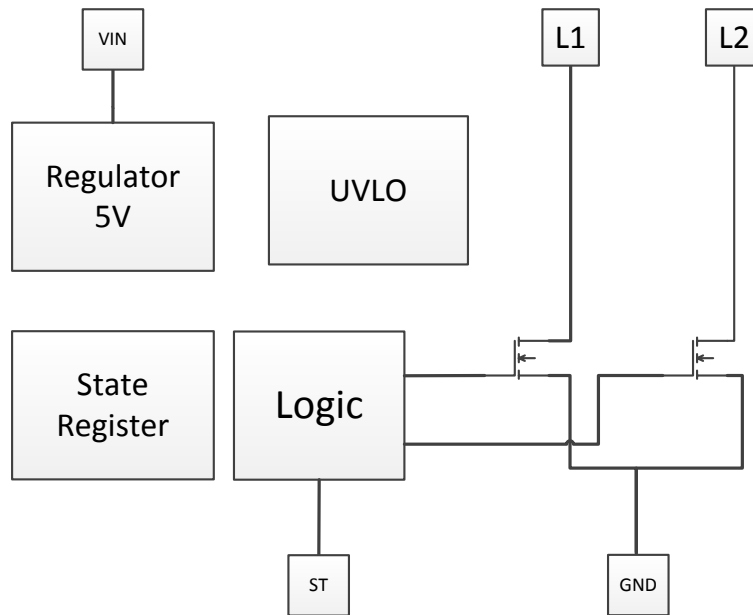 VIN
L1
L2
Regulator
5V
UVLO
State
Register
Logic
ST
GND